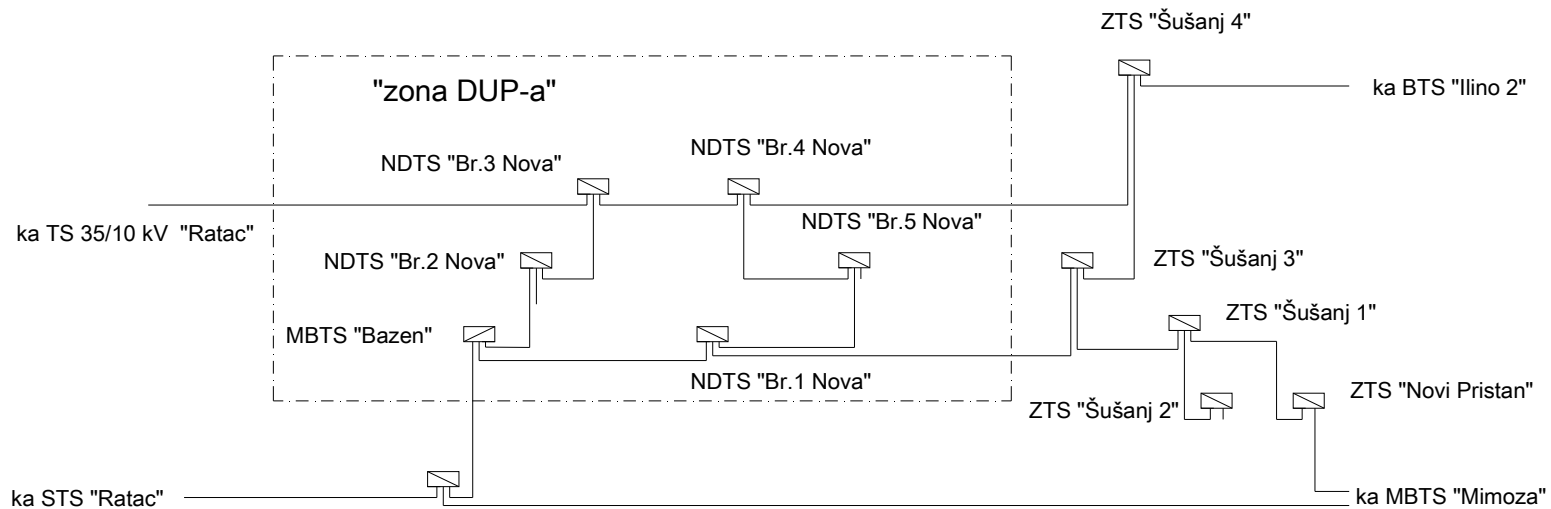 ZTS "Šušanj 4"
"zona DUP-a"
ka BTS "Ilino 2"
NDTS "Br.3 Nova"
NDTS "Br.4 Nova"
ka TS 35/10 kV  "Ratac"
NDTS "Br.5 Nova"
NDTS "Br.2 Nova"
ZTS "Šušanj 3"
MBTS "Bazen"
ZTS "Šušanj 1"
NDTS "Br.1 Nova"
ZTS "Šušanj 2"
ZTS "Novi Pristan"
ka STS "Ratac"
ka MBTS "Mimoza"